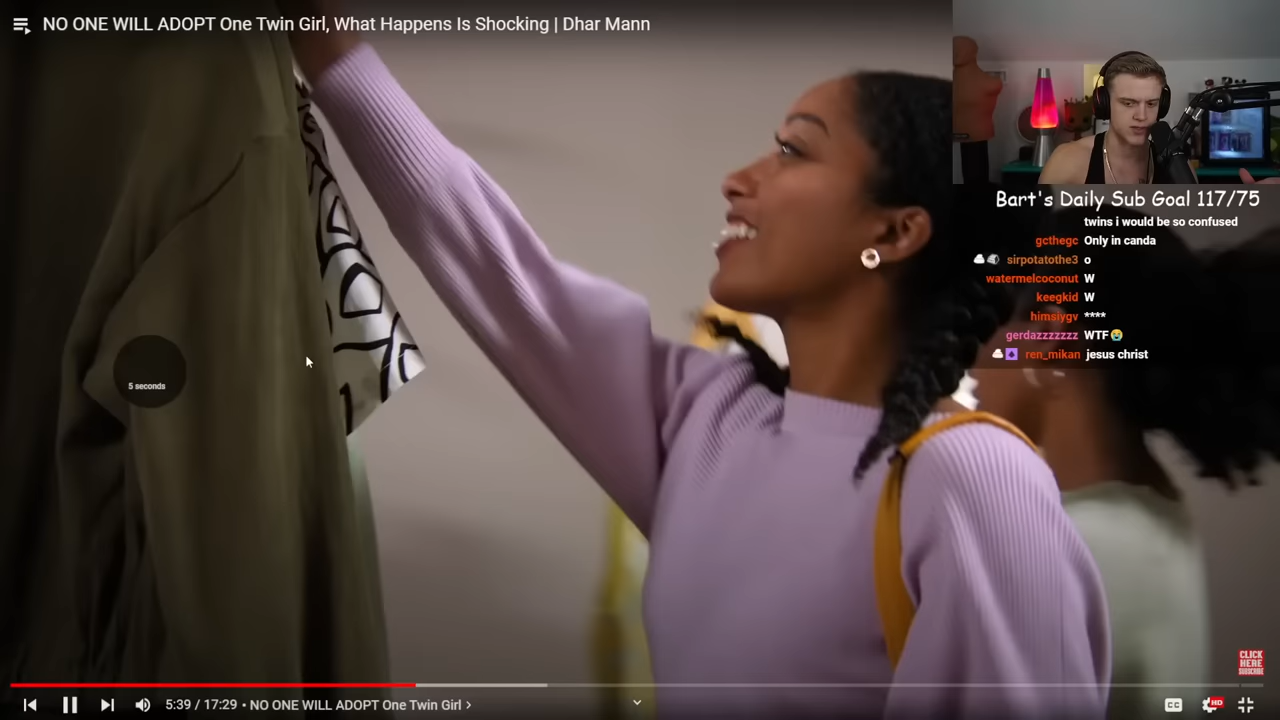 NO ONE WILL ADOPT One Twin Girl, What Happens Is Shocking | Dhar Mann
Bart's Daily Sub Goal 117/75
twins i would be so confused
gcthegc Only in canda
sirpotatothe3 o
watermelcoconut W
keegkid W
himsiygv ****
gerdazzzzzzz WTF😭
ren_mikan jesus christ
5 seconds
CLICK
HERE
SUBSCRIBE
5:39 / 17:29 • NO ONE WILL ADOPT One Twin Girl ›
CC
HD